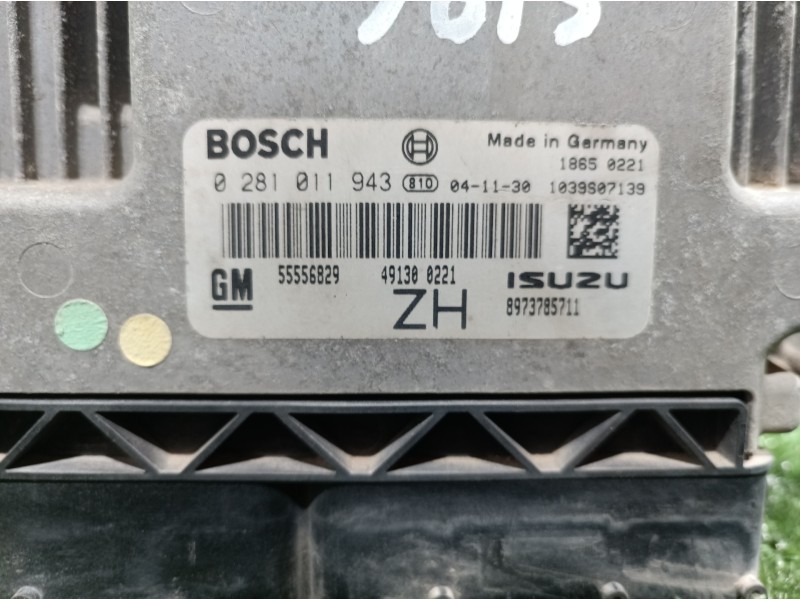 BOSCH
Made in Germany
1865 0221
0 281 011 943 810 04-11-30 1039S07139
GM 55556829 49130 0221 ISUZU
ZH 8973785711